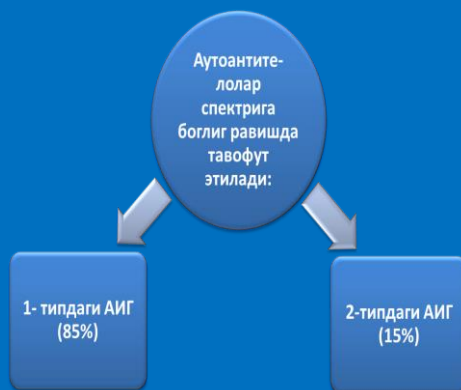 Аутоантите-
лолар
спектрига
боглиг равишда
тавофут
этилади:
1- типдаги АИГ
(85%)
2-типдаги АИГ
(15%)